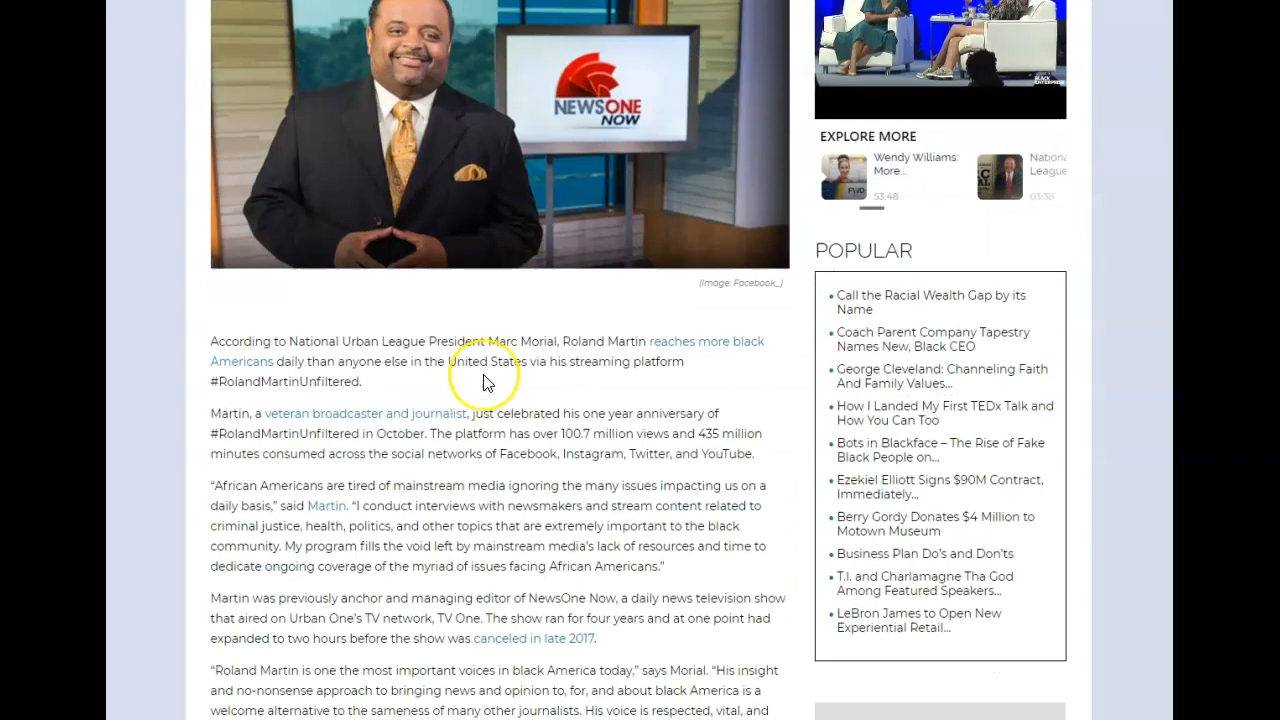 NEWSONE
NOW
(Image: Facebook_)
According to National Urban League President Marc Morial, Roland Martin reaches more black
Americans daily than anyone else in the United States via his streaming platform
#RolandMartinUnfiltered.
Martin, a veteran broadcaster and journalist, just celebrated his one year anniversary of
#RolandMartinUnfiltered in October. The platform has over 100.7 million views and 435 million
minutes consumed across the social networks of Facebook, Instagram, Twitter, and YouTube.
“African Americans are tired of mainstream media ignoring the many issues impacting us on a
daily basis,” said Martin. “I conduct interviews with newsmakers and stream content related to
criminal justice, health, politics, and other topics that are extremely important to the black
community. My program fills the void left by mainstream media’s lack of resources and time to
dedicate ongoing coverage of the myriad of issues facing African Americans.”
Martin was previously anchor and managing editor of NewsOne Now, a daily news television show
that aired on Urban One’s TV network, TV One. The show ran for four years and at one point had
expanded to two hours before the show was canceled in late 2017.
“Roland Martin is one the most important voices in black America today,” says Morial. “His insight
and no-nonsense approach to bringing news and opinion to, for, and about black America is a
welcome alternative to the sameness of many other journalists. His voice is respected, vital, and
BLACK
ENTERPRISE
EXPLORE MORE
Wendy Williams:
More...
53:48
Nationa
League
03:38
POPULAR
Call the Racial Wealth Gap by its
Name
Coach Parent Company Tapestry
Names New, Black CEO
George Cleveland: Channeling Faith
And Family Values...
How I Landed My First TEDx Talk and
How You Can Too
Bots in Blackface – The Rise of Fake
Black People on...
Ezekiel Elliott Signs $90M Contract,
Immediately...
Berry Gordy Donates $4 Million to
Motown Museum
Business Plan Do’s and Don’ts
T.I. and Charlamagne Tha God
Among Featured Speakers...
LeBron James to Open New
Experiential Retail...